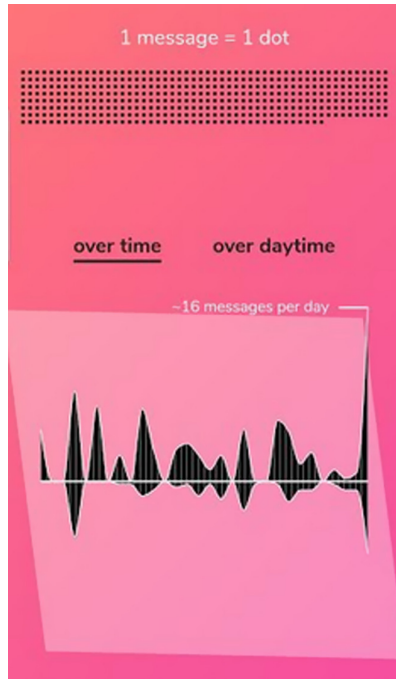 1 message = 1 dot
over time over daytime
~16 messages per day